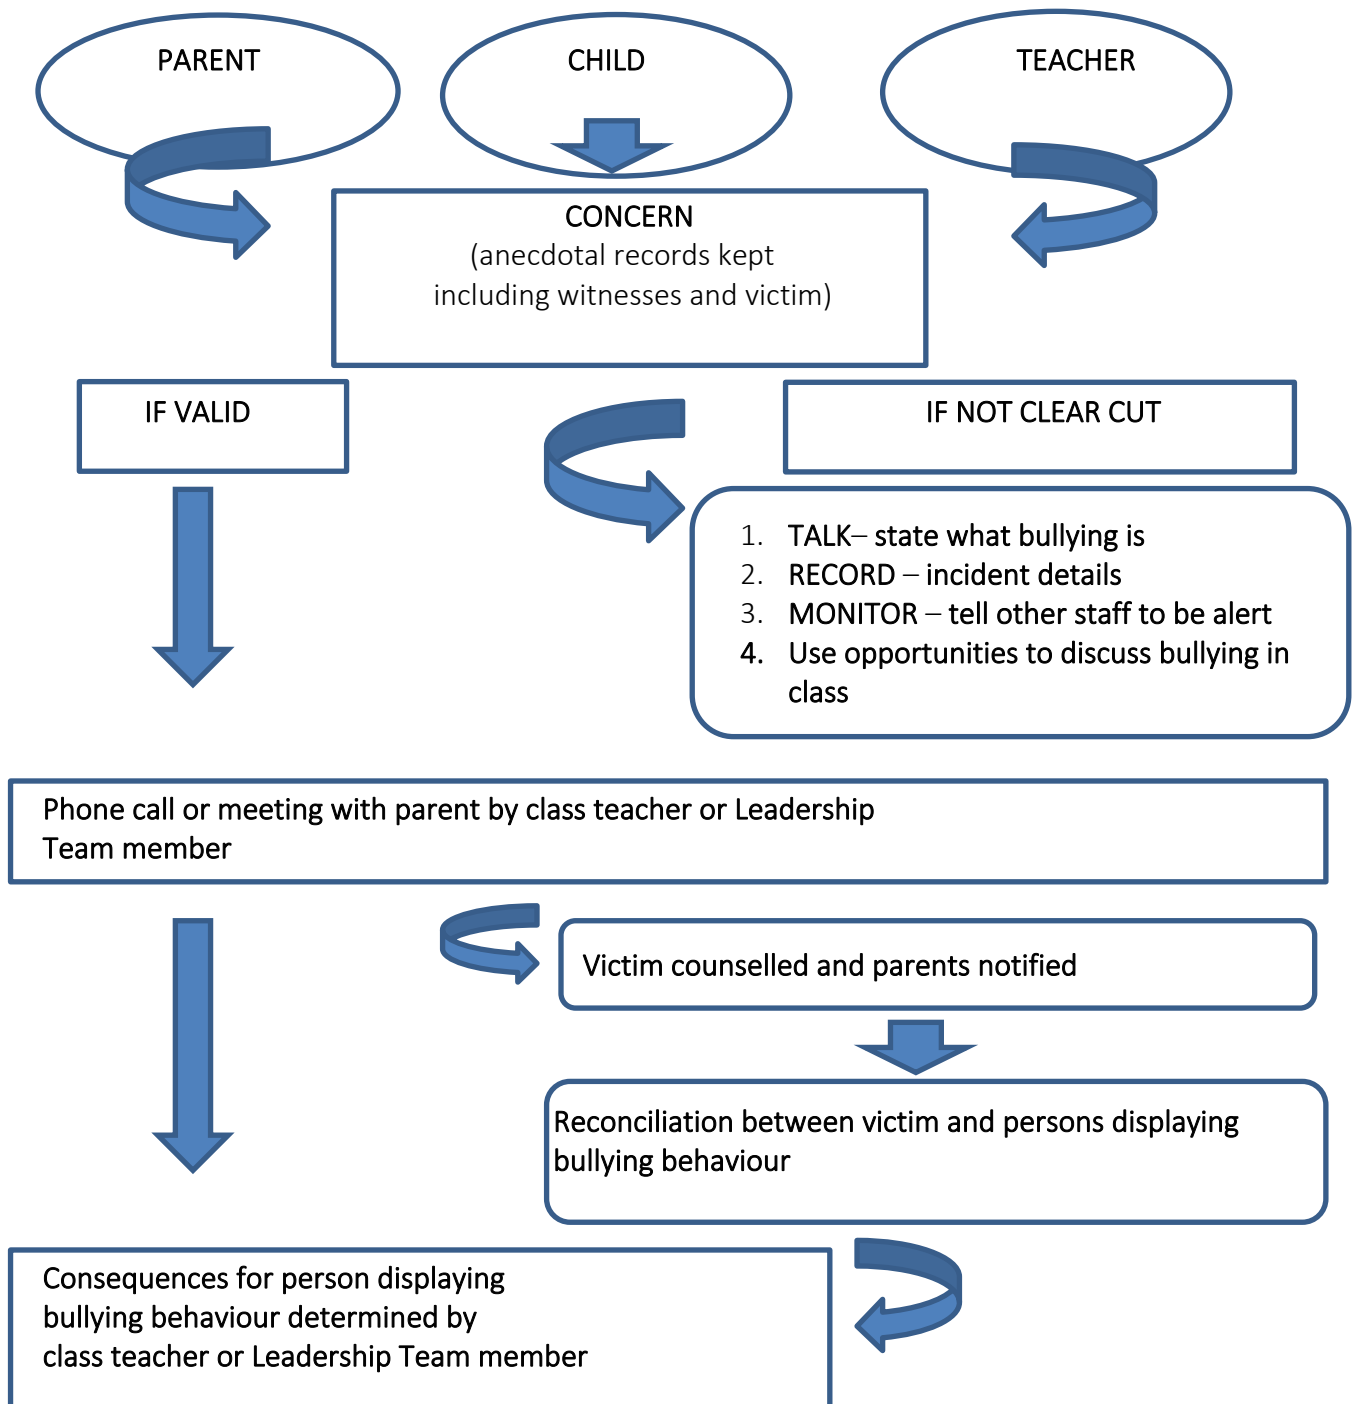 PARENT
CHILD
TEACHER
CONCERN
(anecdotal records kept
including witnesses and victim)
IF VALID
IF NOT CLEAR CUT
1. TALK– state what bullying is
2. RECORD – incident details
3. MONITOR – tell other staff to be alert
4. Use opportunities to discuss bullying in
class
Phone call or meeting with parent by class teacher or Leadership
Team member
Victim counselled and parents notified
Reconciliation between victim and persons displaying
bullying behaviour
Consequences for person displaying
bullying behaviour determined by
class teacher or Leadership Team member